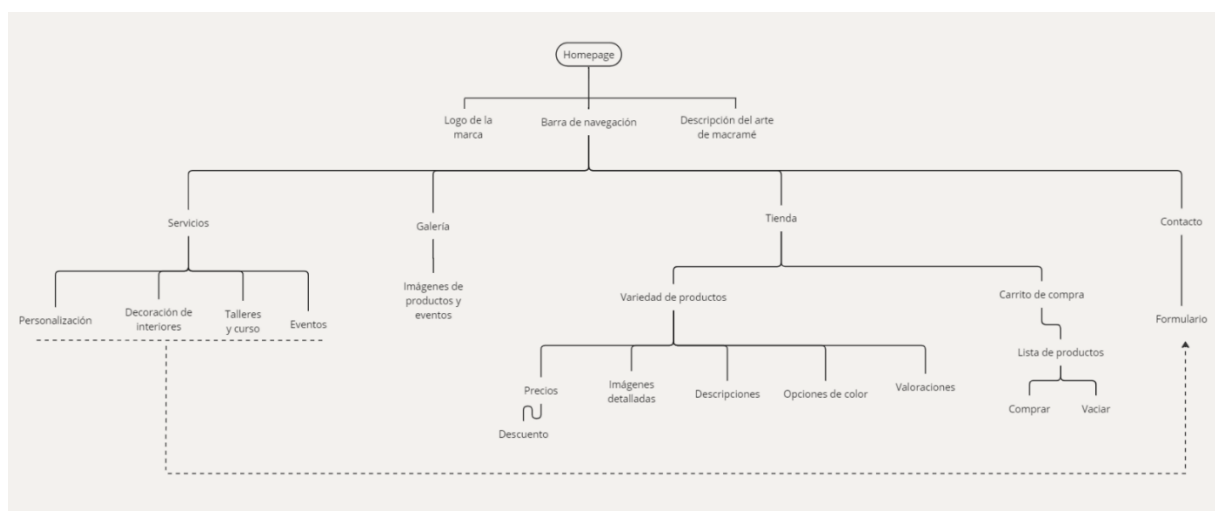 Homepage
Logo de la
marca
Barra de navegación
Descripción del arte
de macramé
Servicios
Galería
Tienda
Contacto
Personalización
Decoración de
interiores
Talleres
y curso
Eventos
Imágenes de
productos y
eventos
Variedad de productos
Carrito de compra
Formulario
Precios
Imágenes
detalladas
Descripciones
Opciones de color
Valoraciones
Lista de productos
Descuento
Comprar
Vaciar